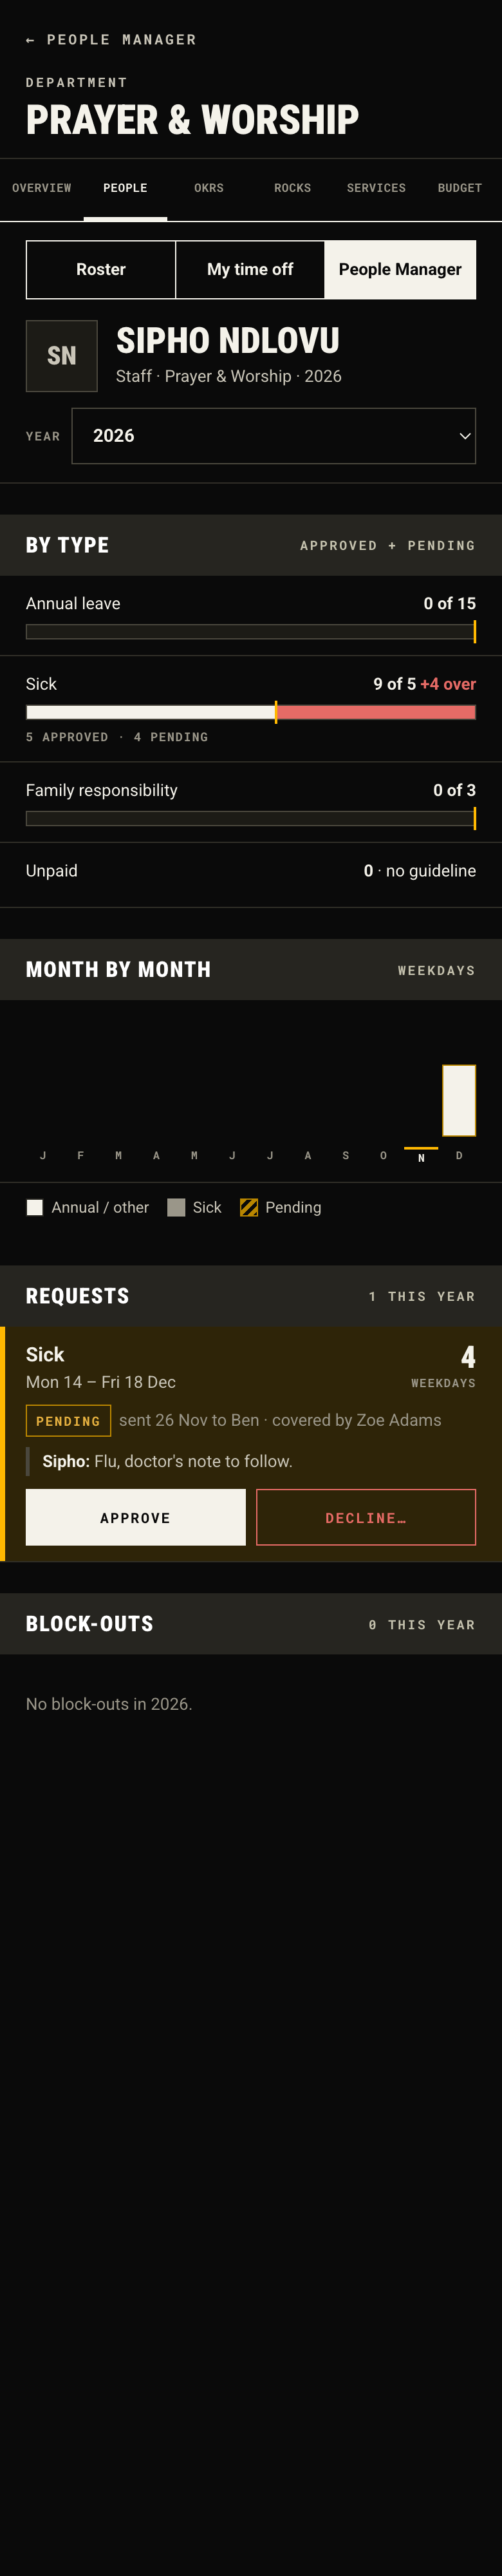 ← PEOPLE MANAGER
DEPARTMENT
PRAYER & WORSHIP
OVERVIEW PEOPLE OKRS ROCKS SERVICES BUDGET
Roster My time off People Manager
SN
SIPHO NDLOVU
Staff · Prayer & Worship · 2026
YEAR 2026
BY TYPE APPROVED + PENDING
Annual leave 0 of 15
Sick 9 of 5 +4 over
5 APPROVED · 4 PENDING
Family responsibility 0 of 3
Unpaid 0 · no guideline
MONTH BY MONTH WEEKDAYS
J F M A M J J A S O N D
Annual / other Sick Pending
REQUESTS 1 THIS YEAR
Sick 4
Mon 14 – Fri 18 Dec WEEKDAYS
PENDING sent 26 Nov to Ben · covered by Zoe Adams
Sipho: Flu, doctor's note to follow.
APPROVE DECLINE…
BLOCK-OUTS 0 THIS YEAR
No block-outs in 2026.